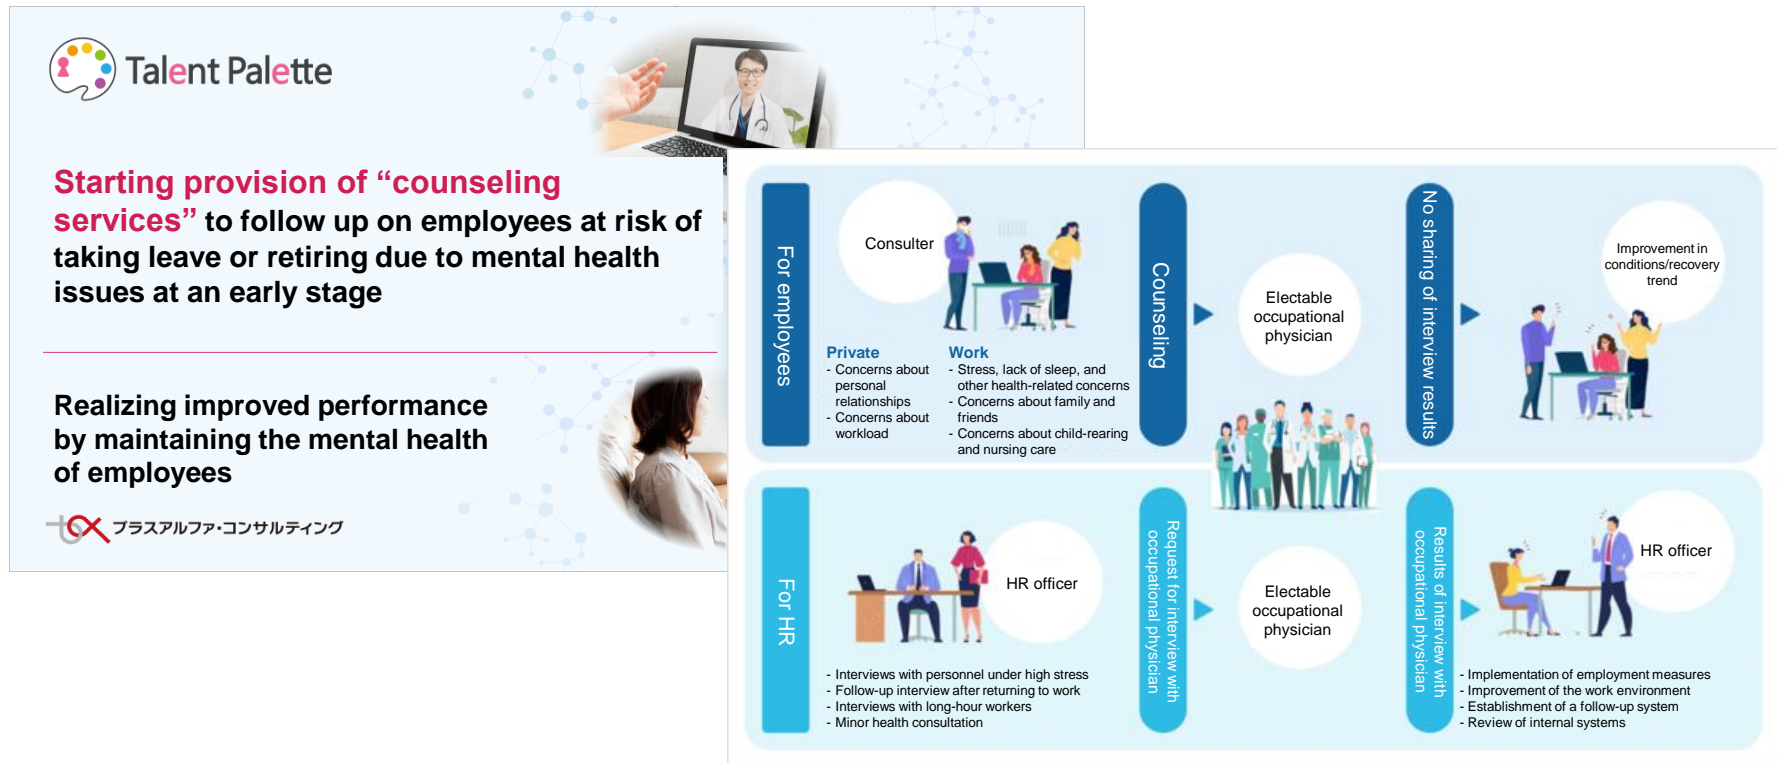 Talent Palette
Starting provision of “counseling
services” to follow up on employees at risk of
taking leave or retiring due to mental health
issues at an early stage
Realizing improved performance
by maintaining the mental health
of employees
プラスアルファ・コンサルティング
For employees
Consulter
Private
- Concerns about
personal
relationships
- Concerns about
workload
Work
- Stress, lack of sleep, and
other health-related concerns
- Concerns about family and
friends
- Concerns about child-rearing
and nursing care
Counseling
Electable
occupational
physician
No sharing of interview results
Improvement in
conditions/recovery
trend
For HR
HR officer
- Interviews with personnel under high stress
- Follow-up interview after returning to work
- Interviews with long-hour workers
- Minor health consultation
Request for interview with
occupational physician
Electable
occupational
physician
Results of interview with
occupational physician
HR officer
- Implementation of employment measures
- Improvement of the work environment
- Establishment of a follow-up system
- Review of internal systems